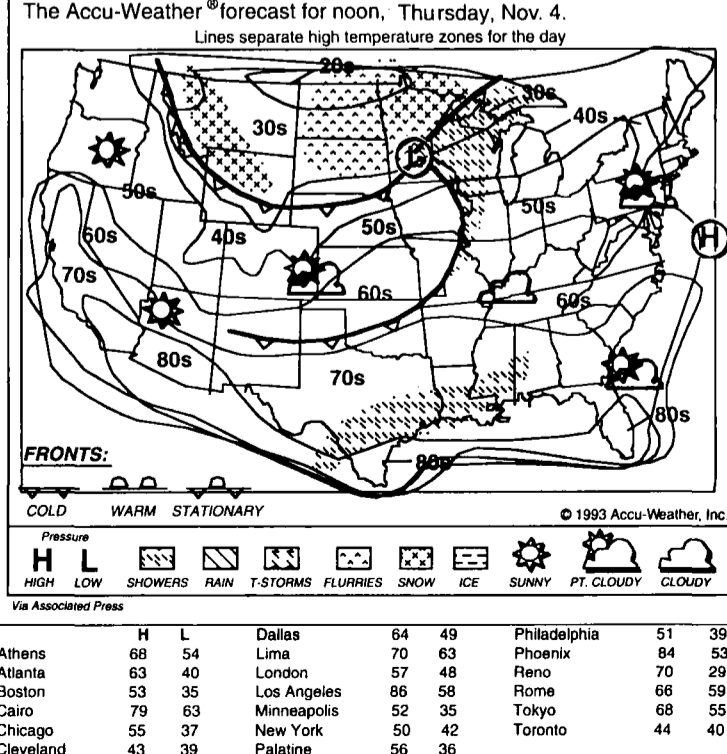 The Accu-Weather® forecast for noon, Thursday, Nov. 4.
Lines separate high temperature zones for the day
20s
30s
30s
40s
50s
60s
40s
50s
50s
70s
60s
60s
80s
70s
80s
80s
L
H
FRONTS:
COLD WARM STATIONARY
© 1993 Accu-Weather, Inc
Pressure
H L
HIGH LOW SHOWERS RAIN T-STORMS FLURRIES SNOW ICE SUNNY PT. CLOUDY CLOUDY
Via Associated Press
H L Dallas 64 49 Philadelphia 51 39
Athens 68 54 Lima 70 63 Phoenix 84 53
Atlanta 63 40 London 57 48 Reno 70 29
Boston 53 35 Los Angeles 86 58 Rome 66 59
Cairo 79 63 Minneapolis 52 35 Tokyo 68 55
Chicago 55 37 New York 50 42 Toronto 44 40
Cleveland 43 39 Palatine 56 36